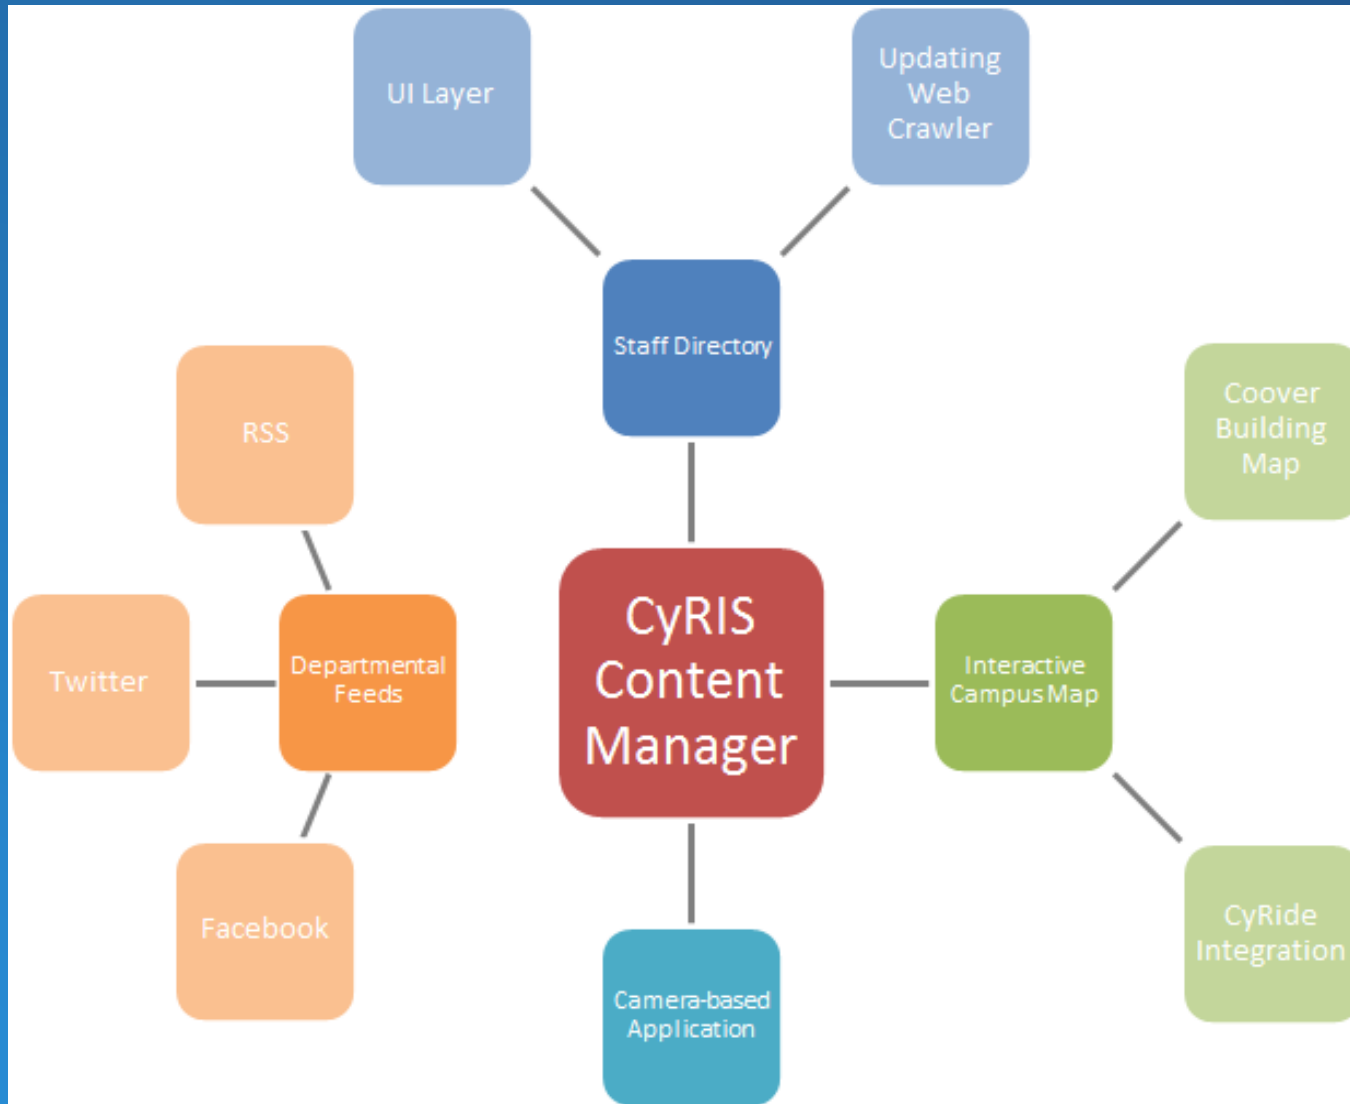 UI Layer
Updating
Web
Crawler
Staff Directory
RSS
Coover
Building
Map
Twitter
Departmental
Feeds
CyRIS
Content
Manager
Interactive
Campus Map
Facebook
CyRide
Integration
Camera-based
Application